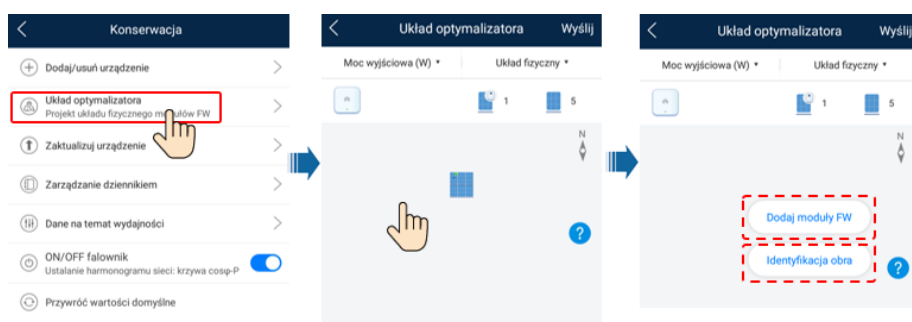 Konserwacja
Dodaj/usuń urządzenie
Układ optymalizatora
Projekt układu fizycznego modułów FW
Zaktualizuj urządzenie
Zarządzanie dziennikiem
Dane na temat wydajności
ON/OFF falownik
Ustalanie harmonogramu sieci: krzywa cosφ-P
Przywróć wartości domyślne
Układ optymalizatora Wyślij
Moc wyjściowa (W) Układ fizyczny
1 5
N
?
Układ optymalizatora Wyślij
Moc wyjściowa (W) Układ fizyczny
1 5
N
Dodaj moduły FW
Identyfikacja obra
?